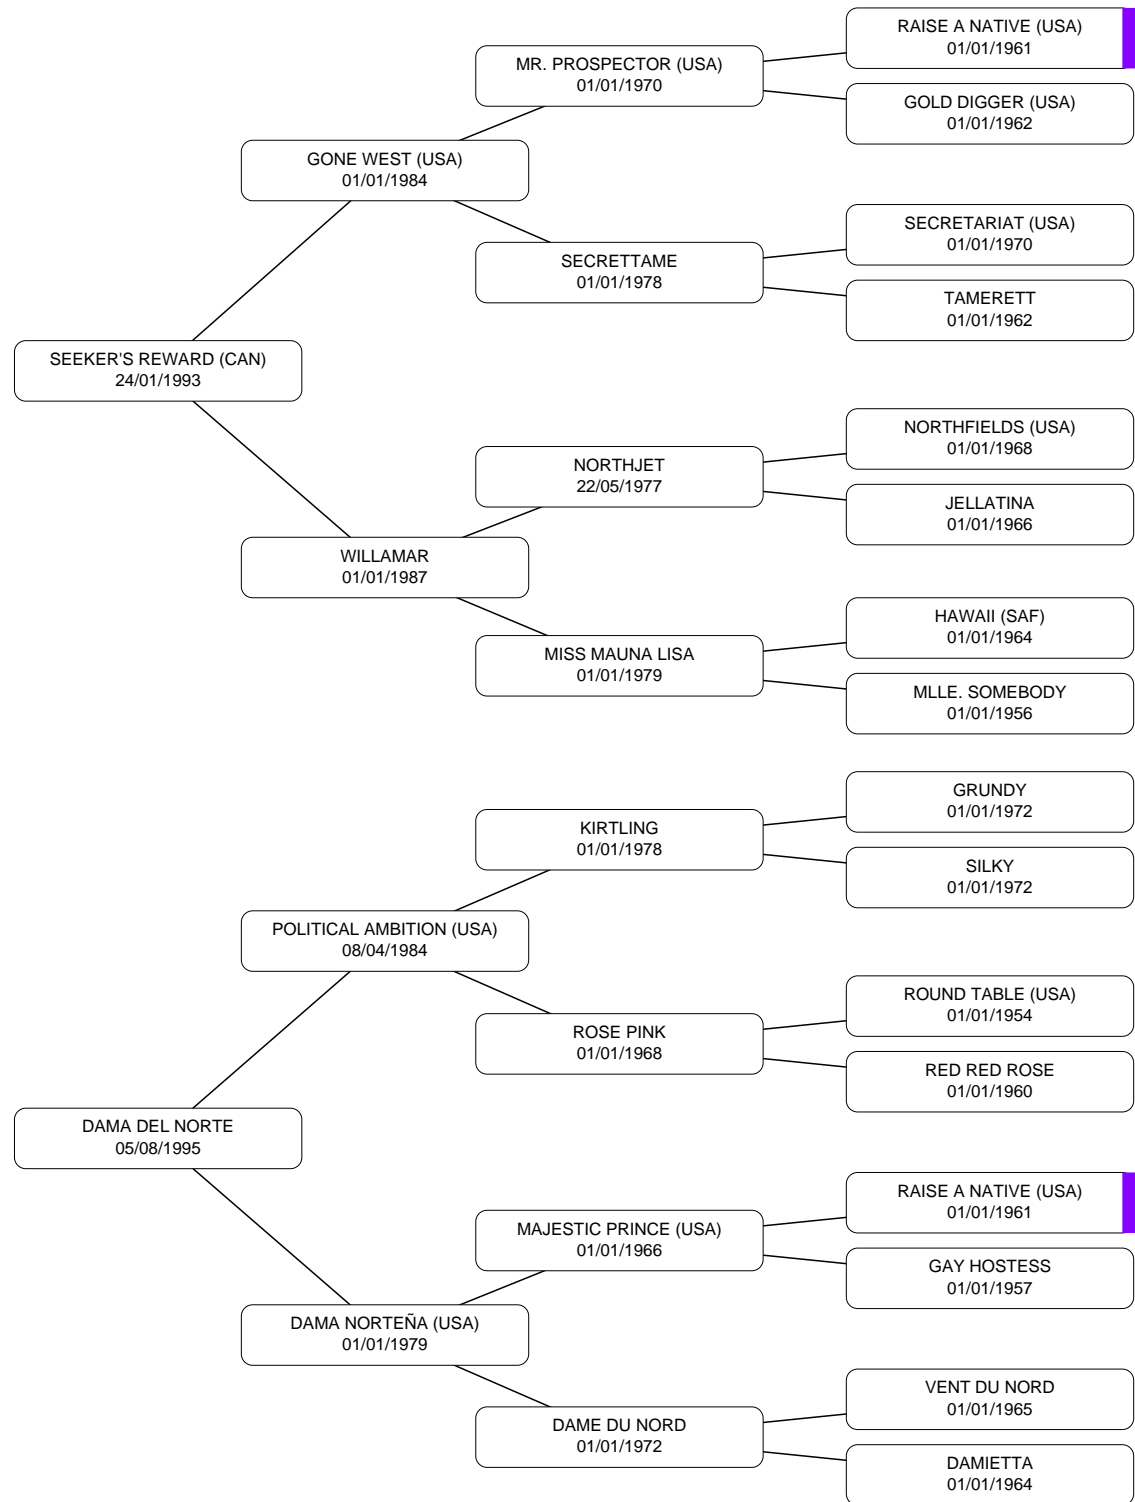 RAISE A NATIVE (USA)
01/01/1961
MR. PROSPECTOR (USA)
01/01/1970
GOLD DIGGER (USA)
01/01/1962
GONE WEST (USA)
01/01/1984
SECRETARIAT (USA)
01/01/1970
SECRETTAME
01/01/1978
TAMERETT
01/01/1962
SEEKER'S REWARD (CAN)
24/01/1993
NORTHFIELDS (USA)
01/01/1968
NORTHJET
22/05/1977
JELLATINA
01/01/1966
WILLAMAR
01/01/1987
HAWAII (SAF)
01/01/1964
MISS MAUNA LISA
01/01/1979
MLLE. SOMEBODY
01/01/1956
GRUNDY
01/01/1972
KIRTLING
01/01/1978
SILKY
01/01/1972
POLITICAL AMBITION (USA)
08/04/1984
ROUND TABLE (USA)
01/01/1954
ROSE PINK
01/01/1968
RED RED ROSE
01/01/1960
DAMA DEL NORTE
05/08/1995
RAISE A NATIVE (USA)
01/01/1961
MAJESTIC PRINCE (USA)
01/01/1966
GAY HOSTESS
01/01/1957
DAMA NORTEÑA (USA)
01/01/1979
VENT DU NORD
01/01/1965
DAME DU NORD
01/01/1972
DAMIETTA
01/01/1964